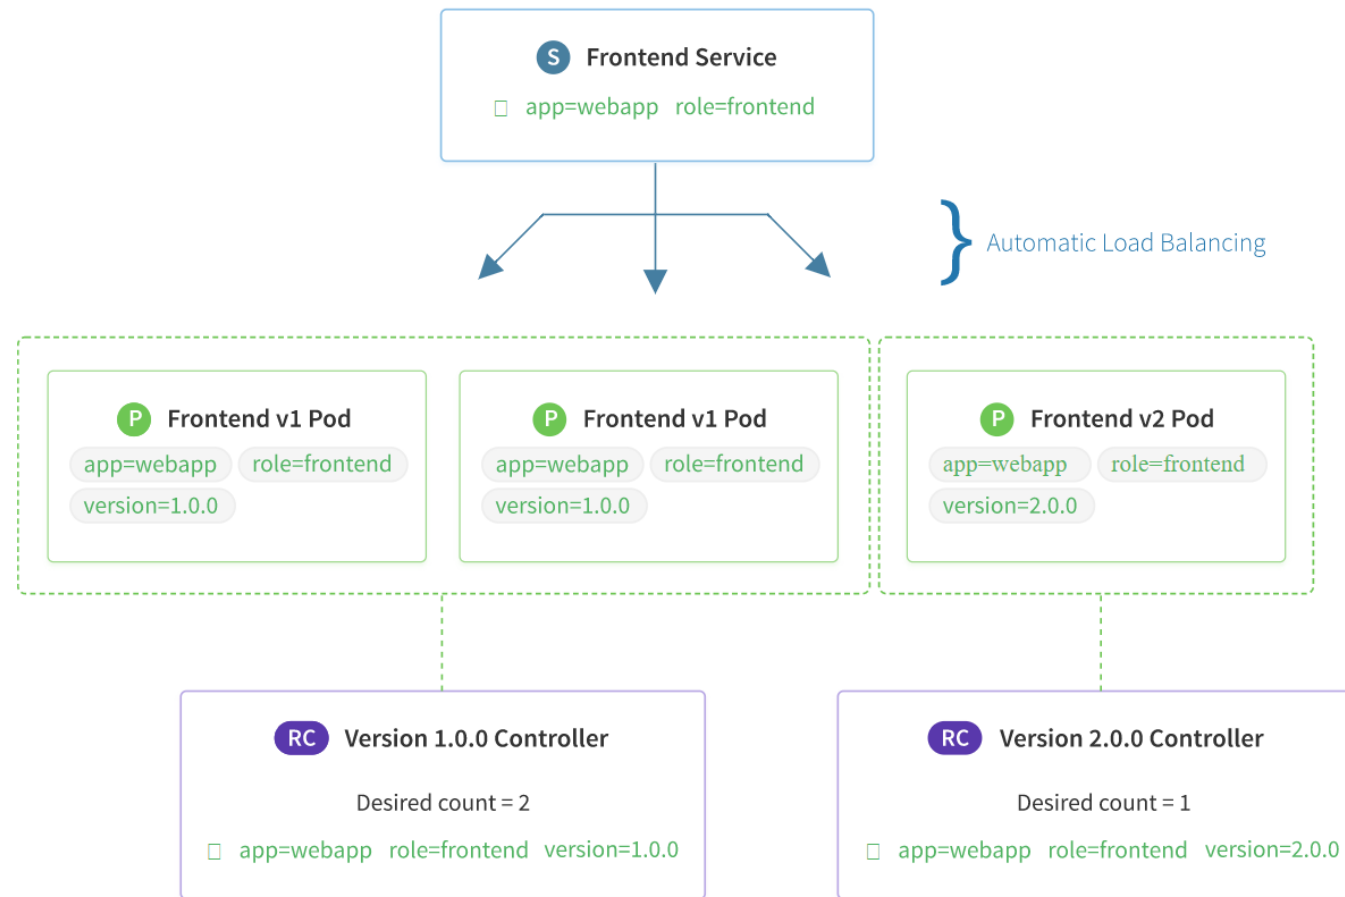 S Frontend Service
app=webapp role=frontend
} Automatic Load Balancing
P Frontend v1 Pod
app=webapp role=frontend
version=1.0.0
P Frontend v1 Pod
app=webapp role=frontend
version=1.0.0
P Frontend v2 Pod
app=webapp role=frontend
version=2.0.0
RC Version 1.0.0 Controller
Desired count = 2
app=webapp role=frontend version=1.0.0
RC Version 2.0.0 Controller
Desired count = 1
app=webapp role=frontend version=2.0.0